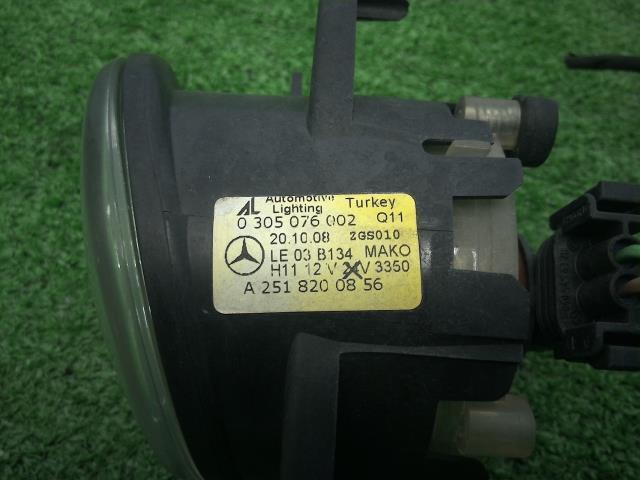 AL Automotive Lighting Turkey
0 305 076 002 Q11
20.10.08 ZGS010
LE 03 B134 MAKO
H11 12 V XV 3350
A 251 820 08 56